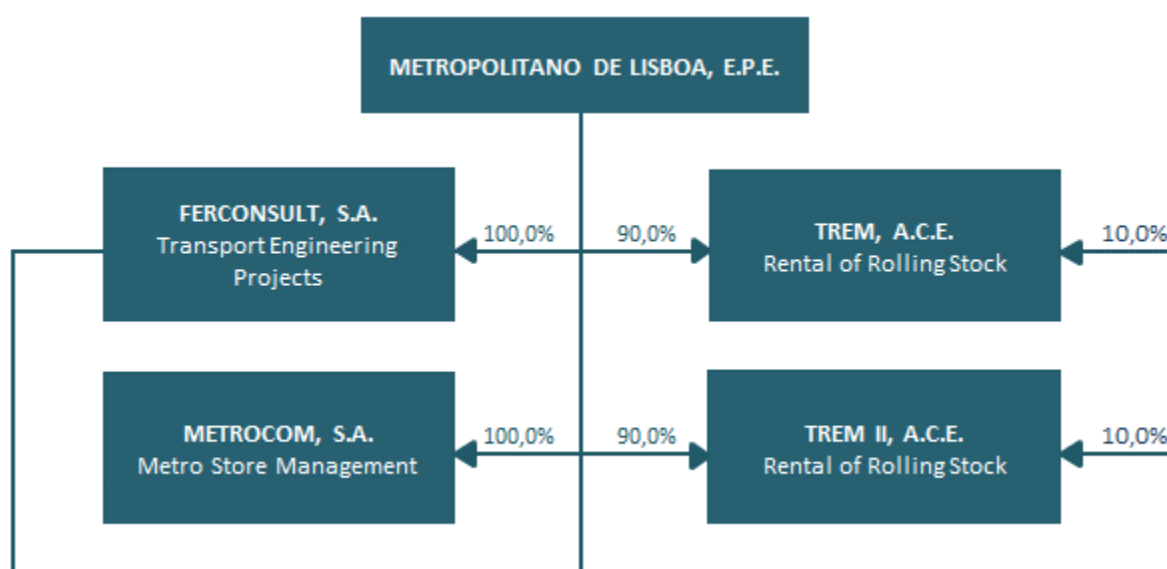 METROPOLITANO DE LISBOA, E.P.E.
FERCONSULT, S.A.
Transport Engineering
Projects
100,0%
90,0%
TREM, A.C.E.
Rental of Rolling Stock
10,0%
METROCOM, S.A.
Metro Store Management
100,0%
90,0%
TREM II, A.C.E.
Rental of Rolling Stock
10,0%